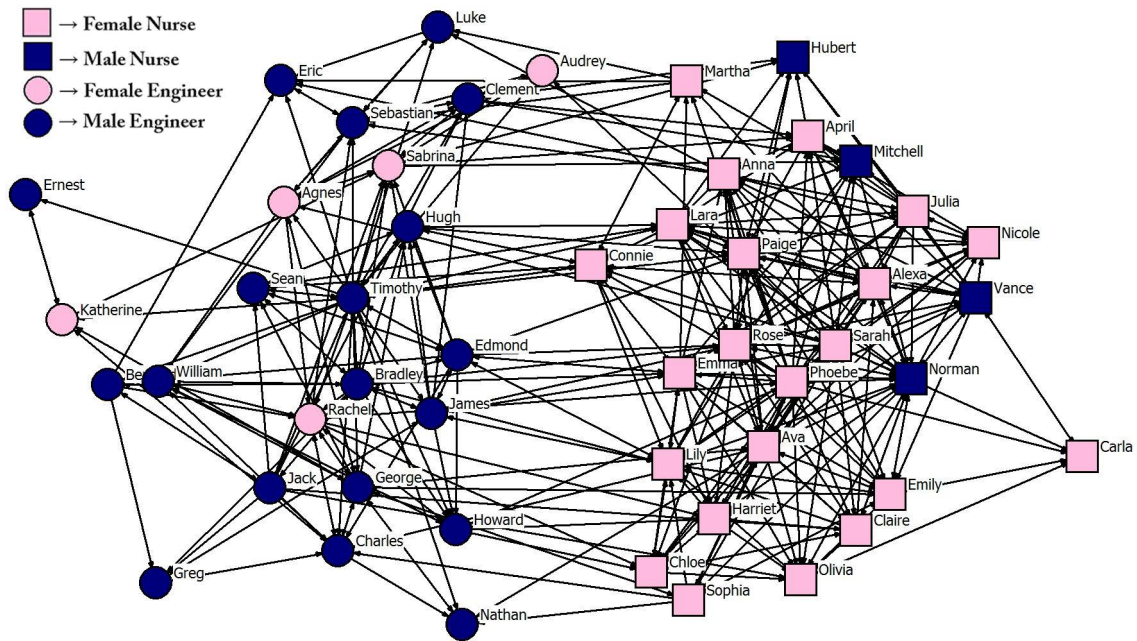 → Female Nurse
→ Male Nurse
→ Female Engineer
→ Male Engineer
Luke
Audrey
Hubert
Eric
Martha
Clement
Sebastian
April
Mitchell
Sabrina
Anna
Ernest
Agnes
Julia
Hugh
Lara
Nicole
Paige
Connie
Sean
Timothy
Alexa
Vance
Katherine
Edmond
Rose
Sarah
William
Bradley
Emma
Phoebe
Norman
Rachel
James
Ava
Carla
Lily
Jack
George
Emily
Harriet
Howard
Claire
Charles
Chloe
Olivia
Greg
Sophia
Nathan